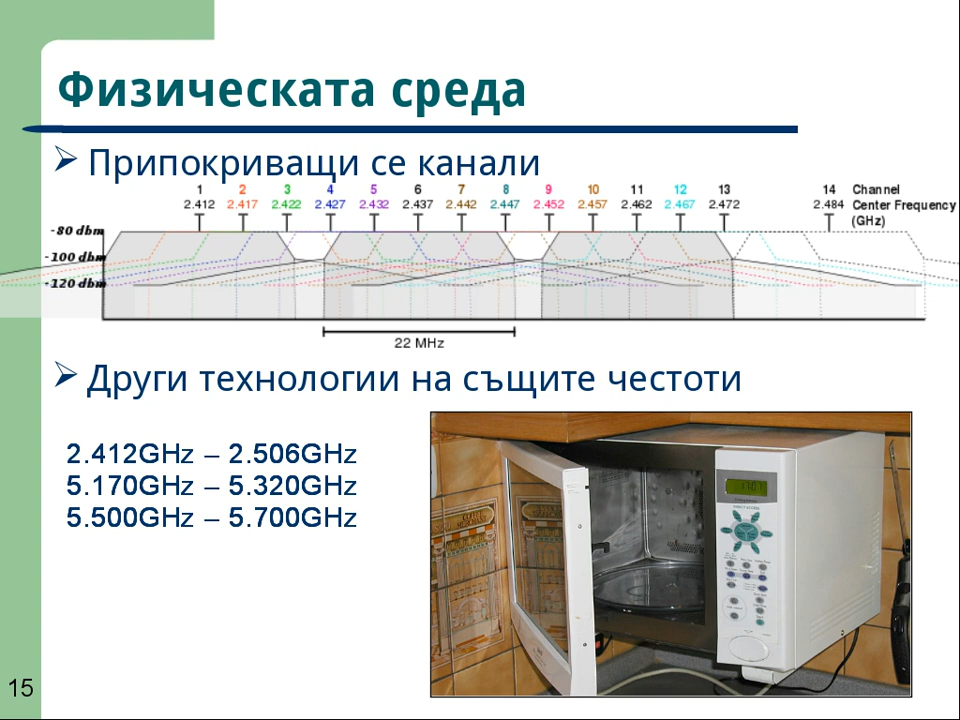 Физическата среда
Припокриващи се канали
1 2 3 4 5 6 7 8 9 10 11 12 13 14 Channel
2.412 2.417 2.422 2.427 2.432 2.437 2.442 2.447 2.452 2.457 2.462 2.467 2.472 2.484 Center Frequency
(GHz)
-80 dbm
-100 dbm
-120 dbm
22 MHz
Други технологии на същите честоти
2.412GHz – 2.506GHz
5.170GHz – 5.320GHz
5.500GHz – 5.700GHz
15